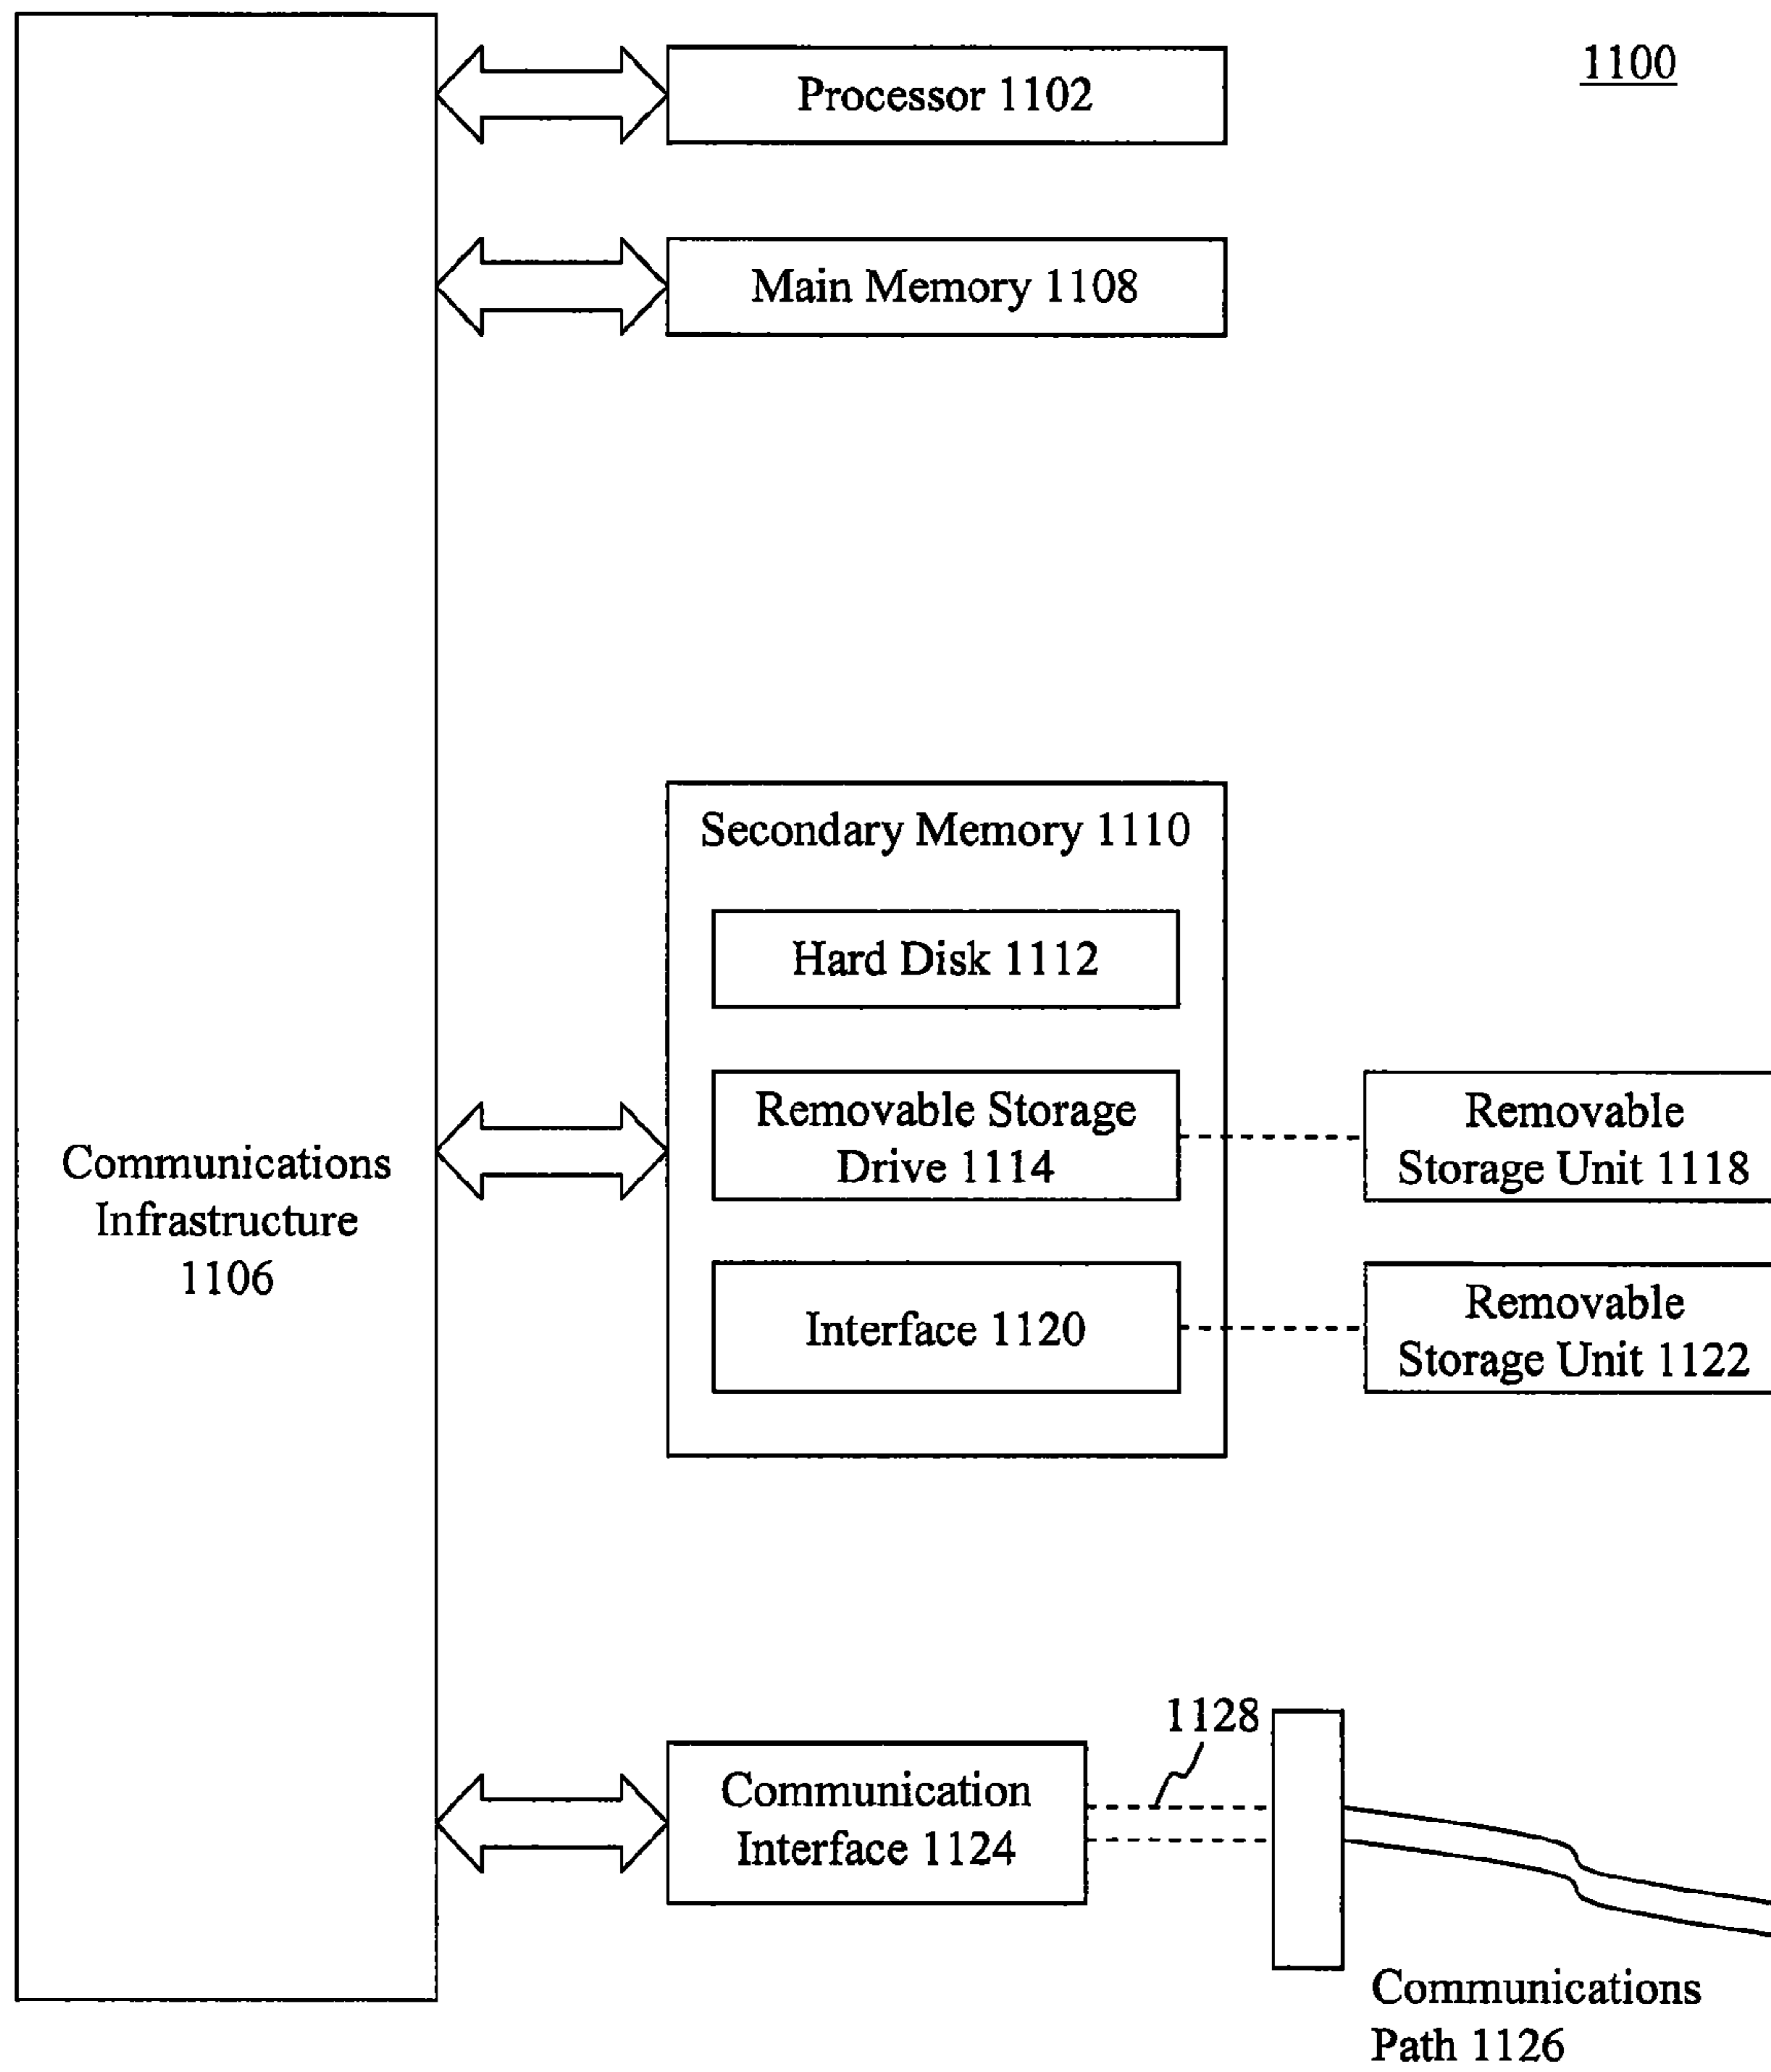 1100
Processor 1102
Main Memory 1108
Secondary Memory 1110
Hard Disk 1112
Removable Storage
Drive 1114
Removable
Storage Unit 1118
Communications
Infrastructure
1106
Interface 1120
Removable
Storage Unit 1122
1128
Communication
Interface 1124
Communications
Path 1126